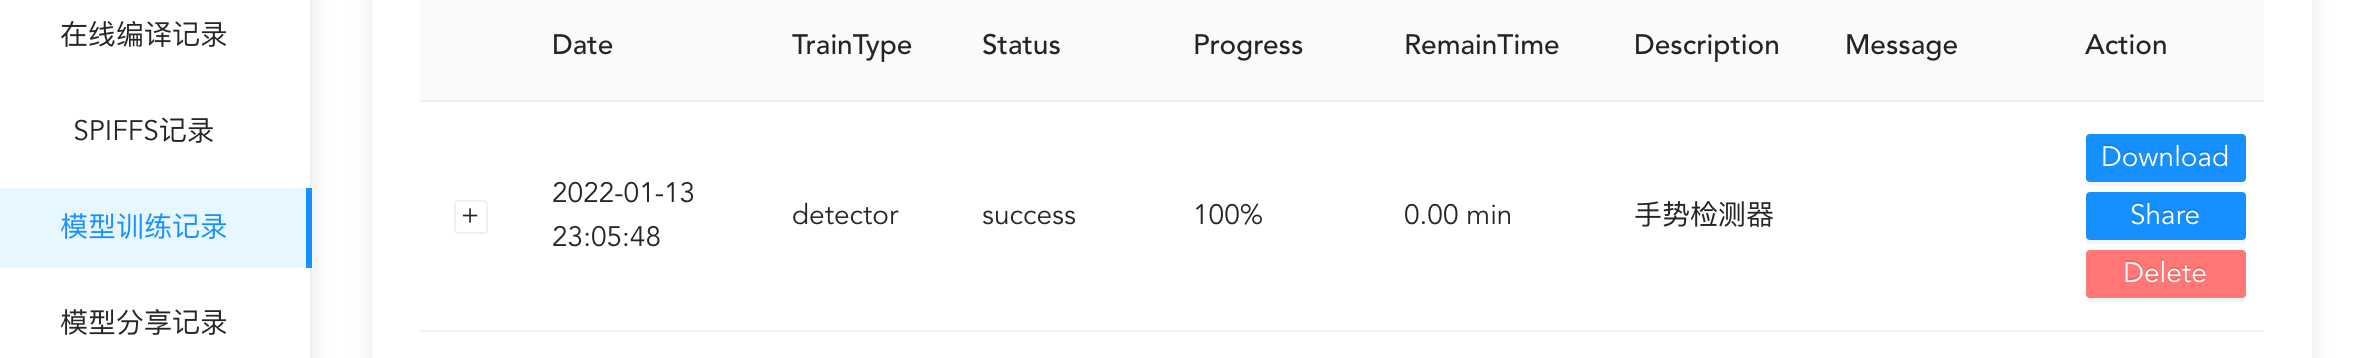 在线编译记录
SPIFFS记录
模型训练记录
模型分享记录
Date TrainType Status Progress RemainTime Description Message Action
+ 2022-01-13 23:05:48 detector success 100% 0.00 min 手势检测器
Download
Share
Delete